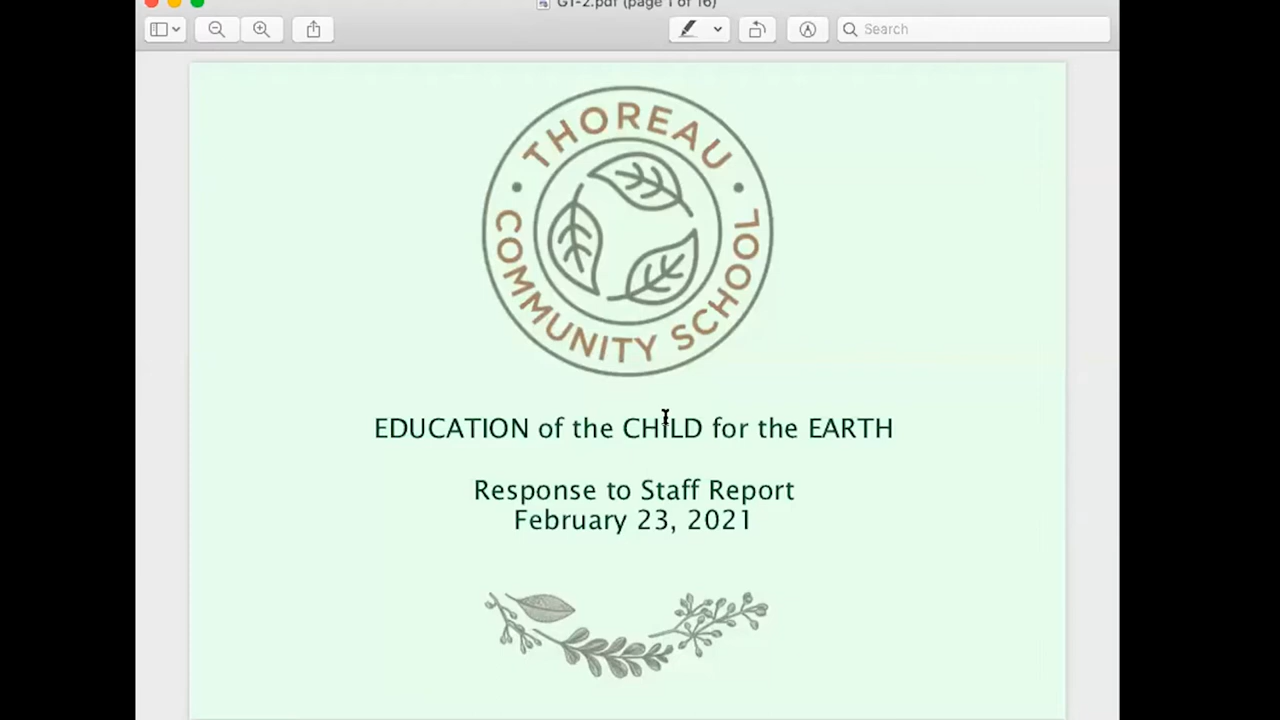 GT-2.pdf (page 1 of 16)
Search
THOREAU
COMMUNITY SCHOOL
EDUCATION of the CHILD for the EARTH
Response to Staff Report
February 23, 2021